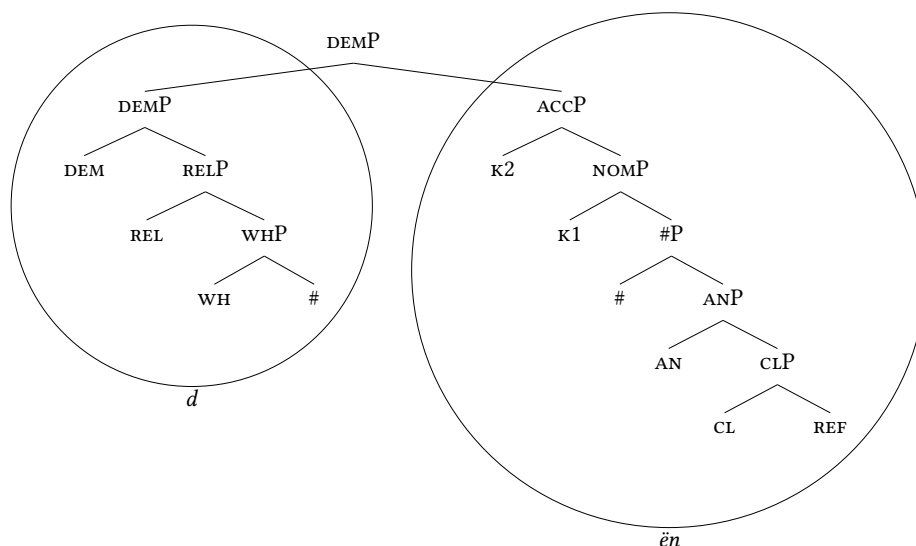 DEMP
DEMP ACCP
DEM RELP K2 NOMP
REL WHP K1 #P
WH # # ANP
AN CLP
d
CL REF
ën